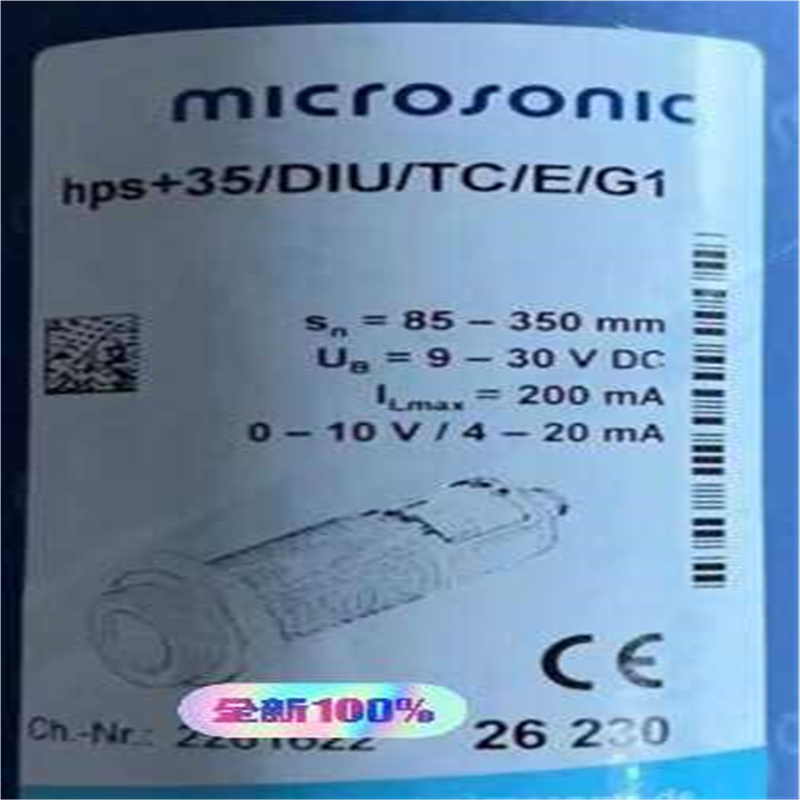 microsonic
hps+35/DIU/TC/E/G1
sn = 85 – 350 mm
UB = 9 – 30 V DC
ILmax = 200 mA
0 – 10 V / 4 – 20 mA
CE
全新100%
Ch.-Nr.: 26 230